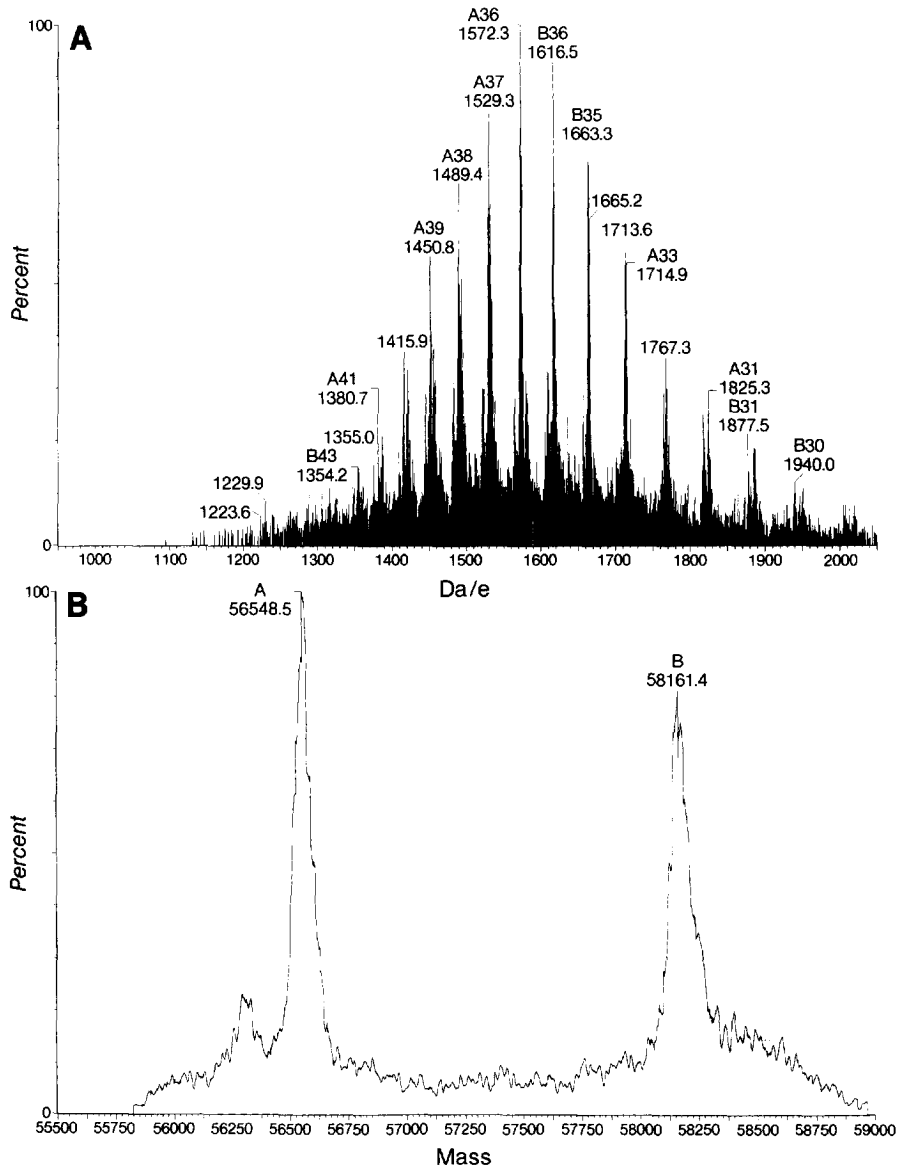 A
100
Percent
0
A36
1572.3
B36
1616.5
A37
1529.3
B35
1663.3
A38
1489.4
1665.2
1713.6
A39
1450.8
A33
1714.9
1415.9
1767.3
A41
1380.7
A31
1825.3
B31
1877.5
1355.0
B43
1354.2
B30
1940.0
1229.9
1223.6
1000 1100 1200 1300 1400 1500 1600 1700 1800 1900 2000
Da/e
B
100
Percent
0
A
56548.5
B
58161.4
55500 55750 56000 56250 56500 56750 57000 57250 57500 57750 58000 58250 58500 58750 59000
Mass